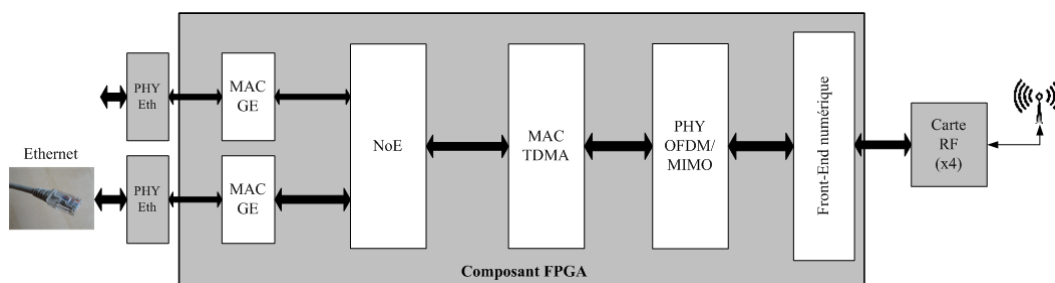 Ethernet
PHY
Eth
PHY
Eth
MAC
GE
MAC
GE
NoE
MAC
TDMA
PHY
OFDM/
MIMO
Front-End numérique
Carte
RF
(x4)
Composant FPGA